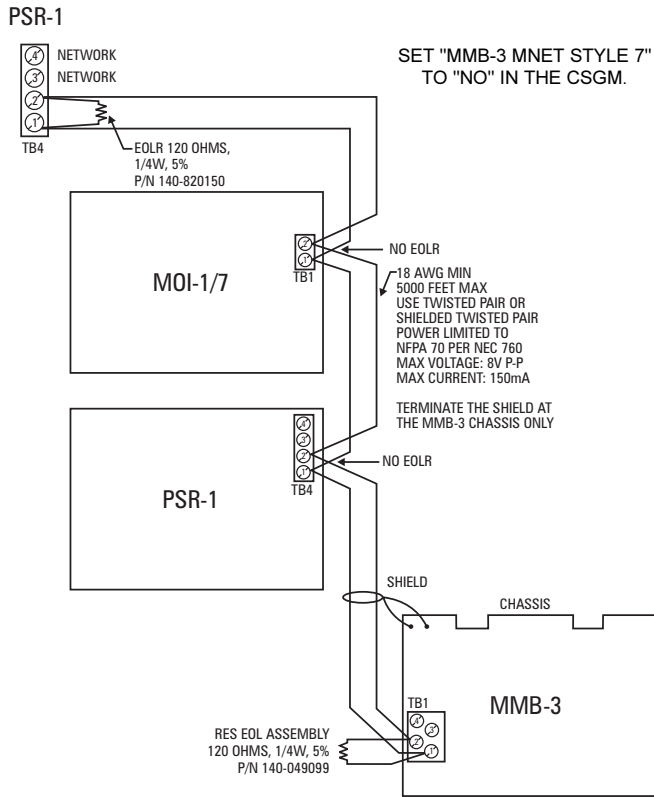 PSR-1
4 NETWORK
3 NETWORK
2
1
TB4
SET "MMB-3 MNET STYLE 7"
TO "NO" IN THE CSGM.
EOLR 120 OHMS,
1/4W, 5%
P/N 140-820150
MOI-1/7
2
1
TB1
NO EOLR
18 AWG MIN
5000 FEET MAX
USE TWISTED PAIR OR
SHIELDED TWISTED PAIR
POWER LIMITED TO
NFPA 70 PER NEC 760
MAX VOLTAGE: 8V P-P
MAX CURRENT: 150mA
TERMINATE THE SHIELD AT
THE MMB-3 CHASSIS ONLY
PSR-1
4
3
2
1
TB4
NO EOLR
SHIELD
CHASSIS
MMB-3
TB1
4
3
2
1
RES EOL ASSEMBLY
120 OHMS, 1/4W, 5%
P/N 140-049099